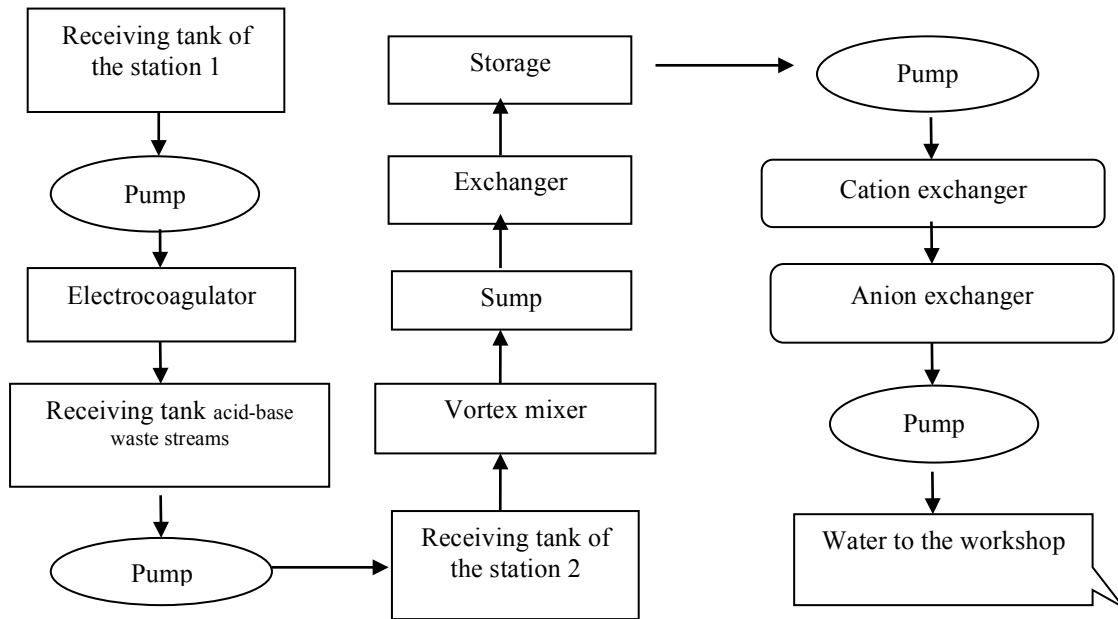 Receiving tank of
the station 1
Pump
Electrocoagulator
Receiving tank acid-base
waste streams
Pump
Receiving tank of
the station 2
Vortex mixer
Sump
Exchanger
Storage
Pump
Cation exchanger
Anion exchanger
Pump
Water to the workshop